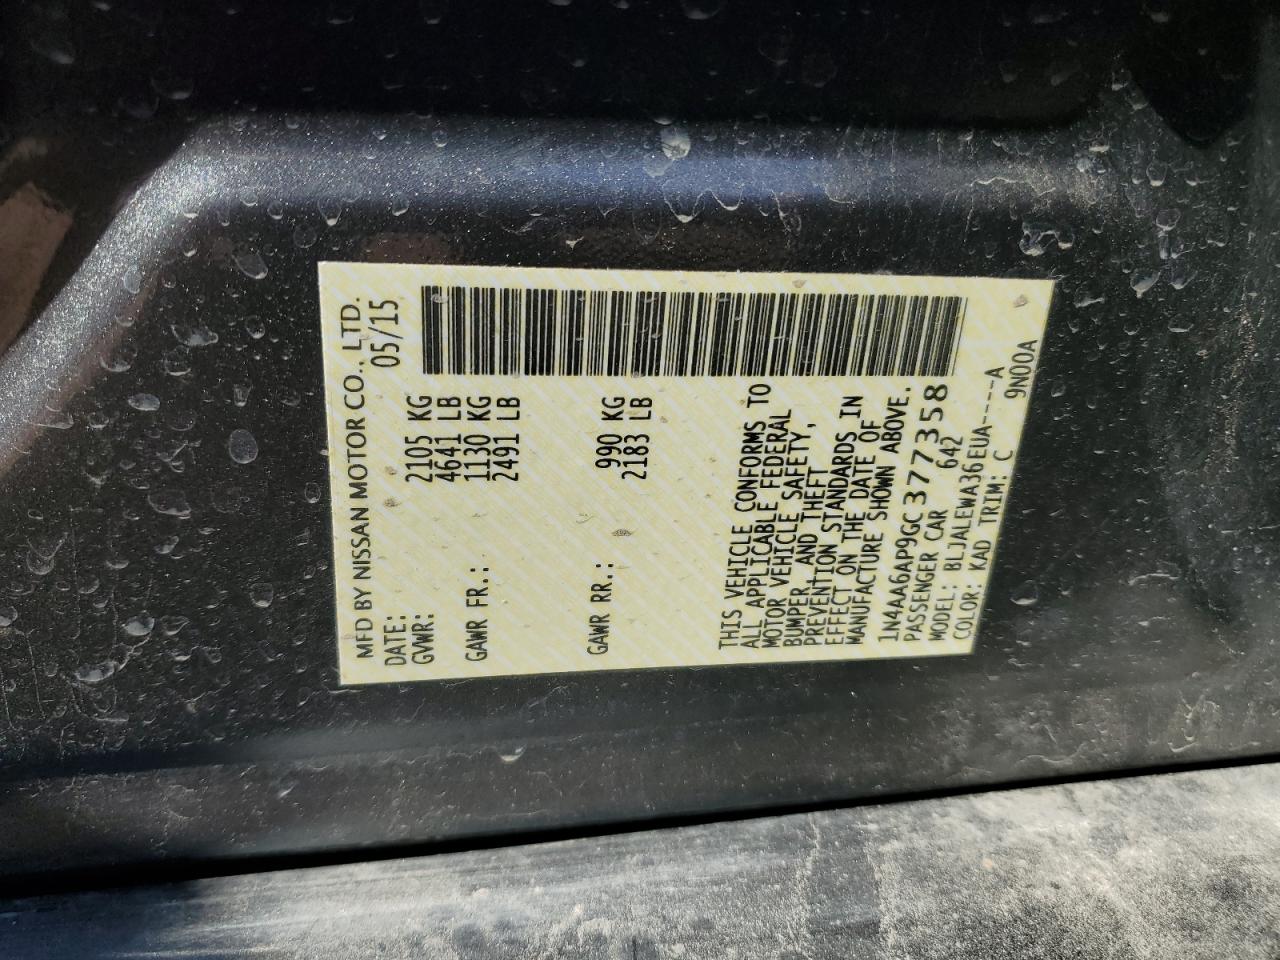 MFD BY NISSAN MOTOR CO., LTD.
DATE: 05/15
GVWR: 2105 KG
4641 LB
GAWR FR.: 1130 KG
2491 LB
GAWR RR.: 990 KG
2183 LB
THIS VEHICLE CONFORMS TO
ALL APPLICABLE FEDERAL
MOTOR VEHICLE SAFETY,
BUMPER AND THEFT
PREVENTION STANDARDS IN
EFFECT ON THE DATE OF
MANUFACTURE SHOWN ABOVE.
1N4AA6AP9GC377358
PASSENGER CAR 642
MODEL: BLJALEWA36EUA----A
COLOR: KAD TRIM: C 9N00A